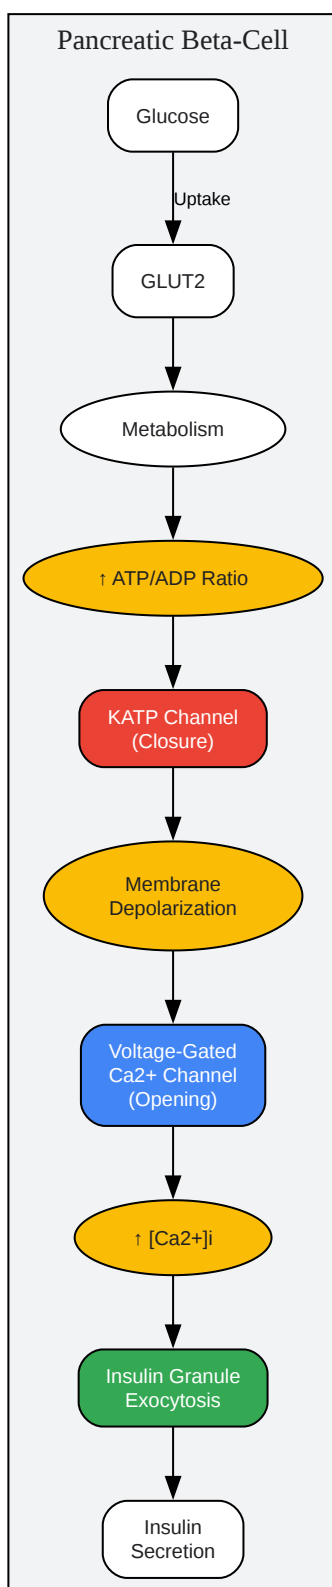 Pancreatic Beta-Cell
Glucose
Uptake
GLUT2
Metabolism
↑ ATP/ADP Ratio
KATP Channel
(Closure)
Membrane
Depolarization
Voltage-Gated
Ca2+ Channel
(Opening)
↑ [Ca2+]i
Insulin Granule
Exocytosis
Insulin
Secretion